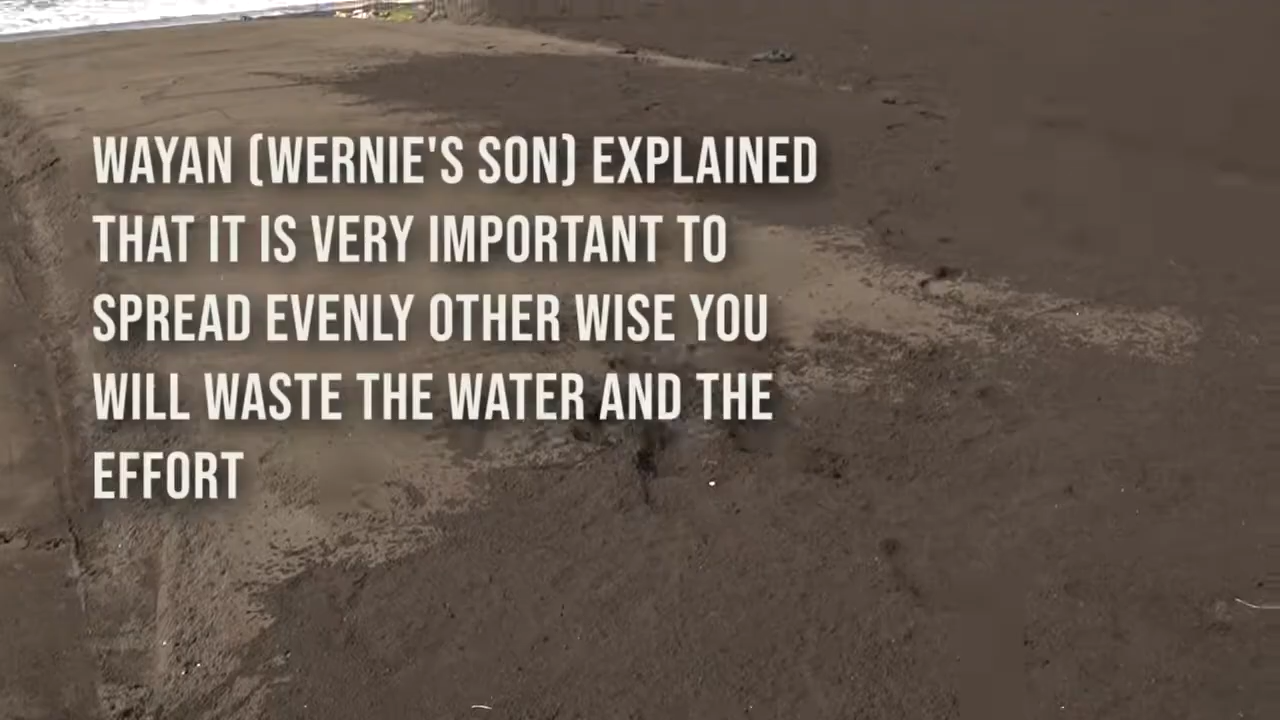 WAYAN (WERNIE'S SON) EXPLAINED
THAT IT IS VERY IMPORTANT TO
SPREAD EVENLY OTHER WISE YOU
WILL WASTE THE WATER AND THE
EFFORT